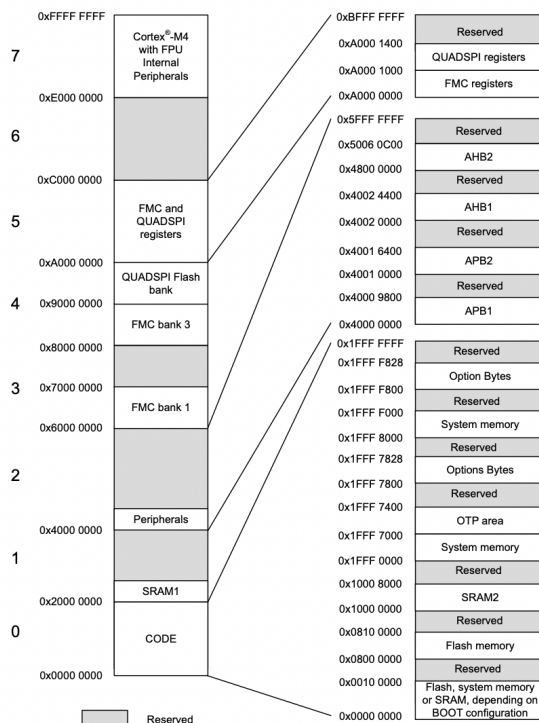 0xFFFF FFFF
7
Cortex®-M4
with FPU
Internal
Peripherals
0xE000 0000
6
0xC000 0000
5
FMC and
QUADSPI
registers
0xA000 0000
QUADSPI Flash
bank
4
0x9000 0000
FMC bank 3
0x8000 0000
3
0x7000 0000
FMC bank 1
0x6000 0000
2
Peripherals
0x4000 0000
1
SRAM1
0x2000 0000
0
CODE
0x0000 0000
Reserved
0xBFFF FFFF
Reserved
0xA000 1400
QUADSPI registers
0xA000 1000
FMC registers
0xA000 0000
0x5FFF FFFF
Reserved
0x5006 0C00
AHB2
0x4800 0000
Reserved
0x4002 4400
AHB1
0x4002 0000
Reserved
0x4001 6400
APB2
0x4001 0000
Reserved
0x4000 9800
APB1
0x4000 0000
0x1FFF FFFF
Reserved
0x1FFF F828
Option Bytes
0x1FFF F800
Reserved
0x1FFF F000
System memory
0x1FFF 8000
Reserved
0x1FFF 7828
Options Bytes
0x1FFF 7800
Reserved
0x1FFF 7400
OTP area
0x1FFF 7000
System memory
0x1FFF 0000
Reserved
0x1000 8000
SRAM2
0x1000 0000
Reserved
0x0810 0000
Flash memory
0x0800 0000
Reserved
0x0010 0000
Flash, system memory
or SRAM, depending on
BOOT configuration
0x0000 0000